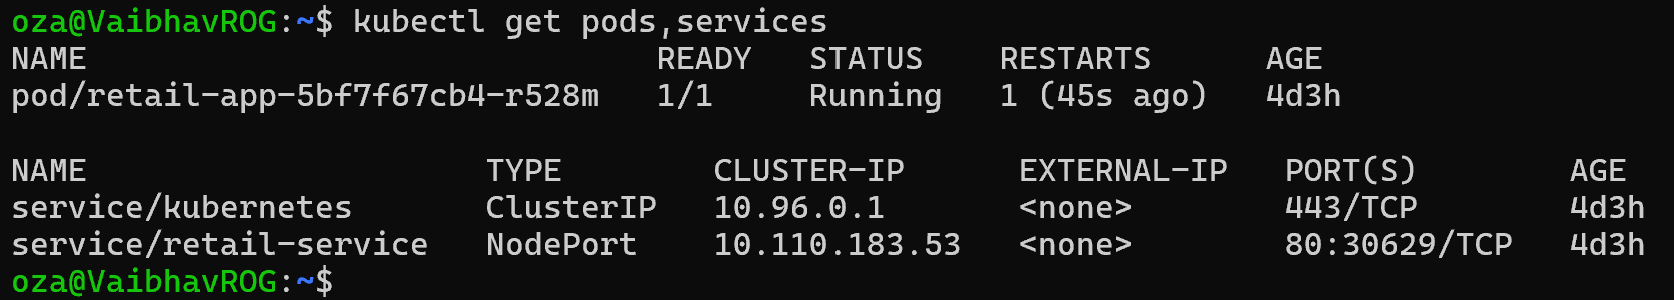 oza@VaibhavROG:~$ kubectl get pods,services
NAME READY STATUS RESTARTS AGE
pod/retail-app-5bf7f67cb4-r528m 1/1 Running 1 (45s ago) 4d3h
NAME TYPE CLUSTER-IP EXTERNAL-IP PORT(S) AGE
service/kubernetes ClusterIP 10.96.0.1 <none> 443/TCP 4d3h
service/retail-service NodePort 10.110.183.53 <none> 80:30629/TCP 4d3h
oza@VaibhavROG:~$